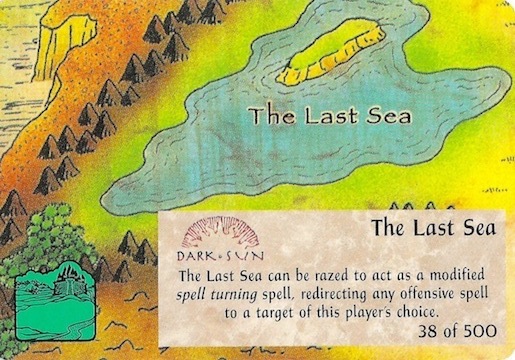 The Last Sea
The Last Sea
DARK SUN
The Last Sea can be razed to act as a modified
spell turning spell, redirecting any offensive spell
to a target of this player's choice.
38 of 500